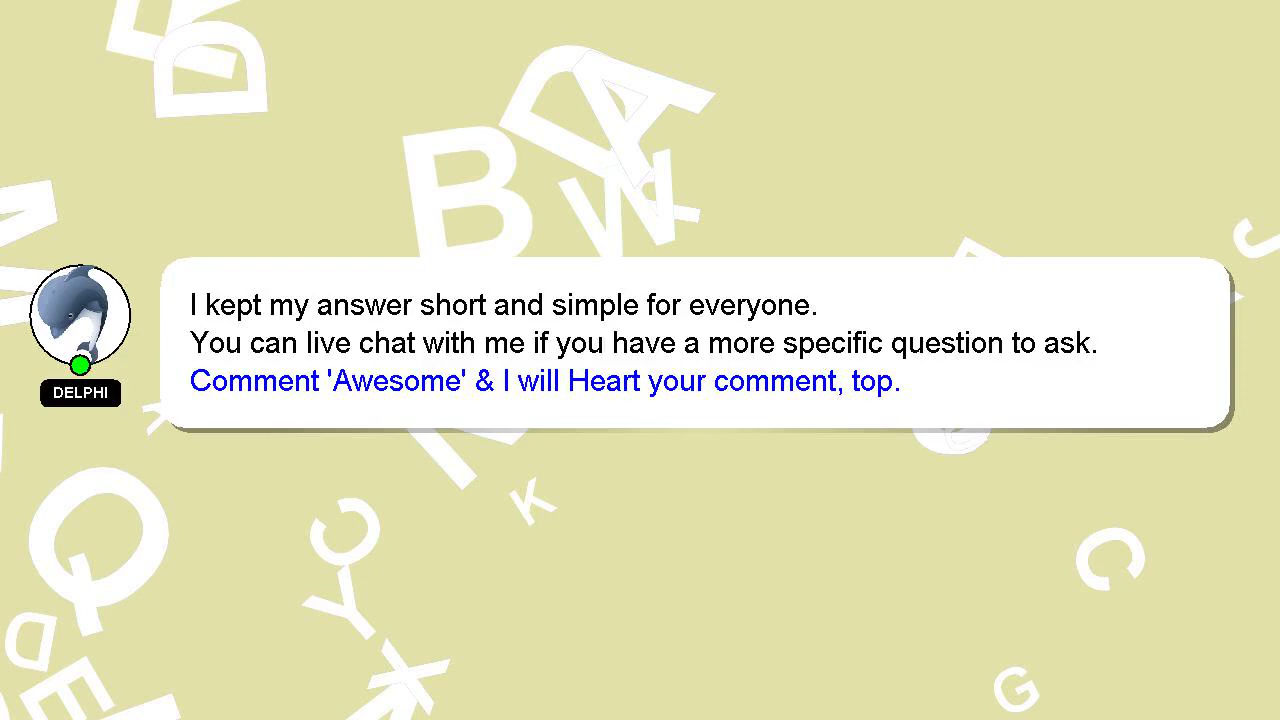 I kept my answer short and simple for everyone.
You can live chat with me if you have a more specific question to ask.
Comment 'Awesome' & I will Heart your comment, top.
DELPHI